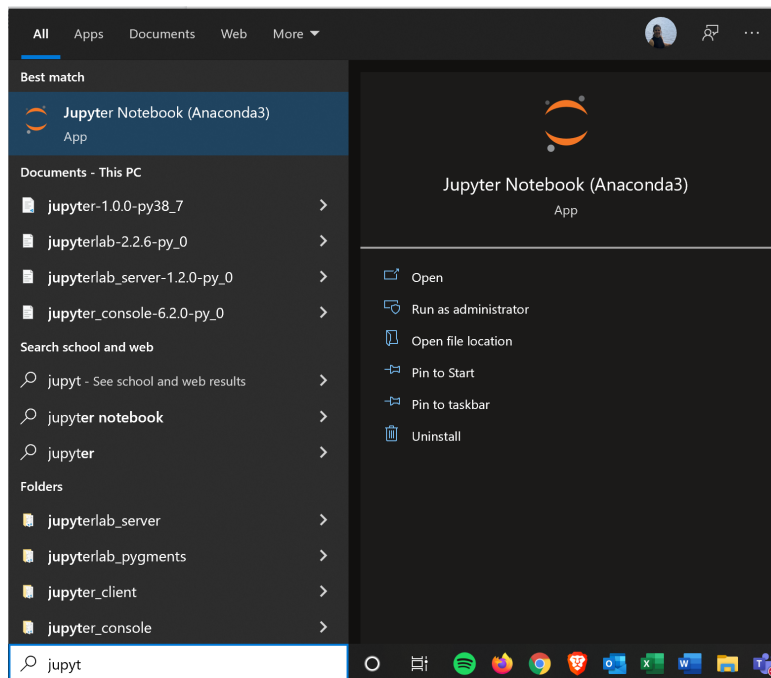 All Apps Documents Web More
Best match
Jupyter Notebook (Anaconda3)
App
Documents - This PC
jupyter-1.0.0-py38_7
jupyterlab-2.2.6-py_0
jupyterlab_server-1.2.0-py_0
jupyter_console-6.2.0-py_0
Search school and web
jupyt - See school and web results
jupyter notebook
jupyter
Folders
jupyterlab_server
jupyterlab_pygments
jupyter_client
jupyter_console
jupyt
Jupyter Notebook (Anaconda3)
App
Open
Run as administrator
Open file location
Pin to Start
Pin to taskbar
Uninstall